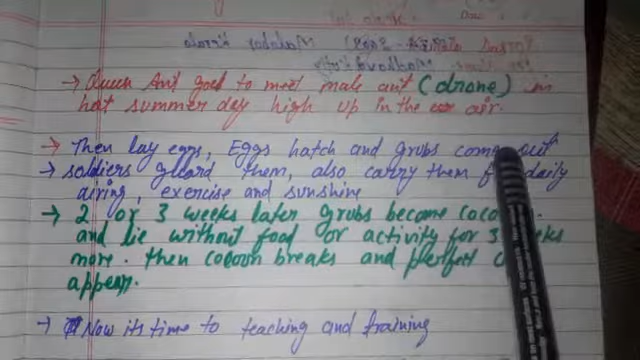 → Queen Ant goes to meet male ant (drone) in
hot summer day high up in the air.
→ Then lay eggs, Eggs hatch and grubs come out
→ soldiers guard them, also carry them daily
airing, exercise and sunshine
→ 2 or 3 weeks later grubs become
and lie without food or activity for 3
more. then cocoon breaks and perfect
appear.
→ Now its time to teaching and training